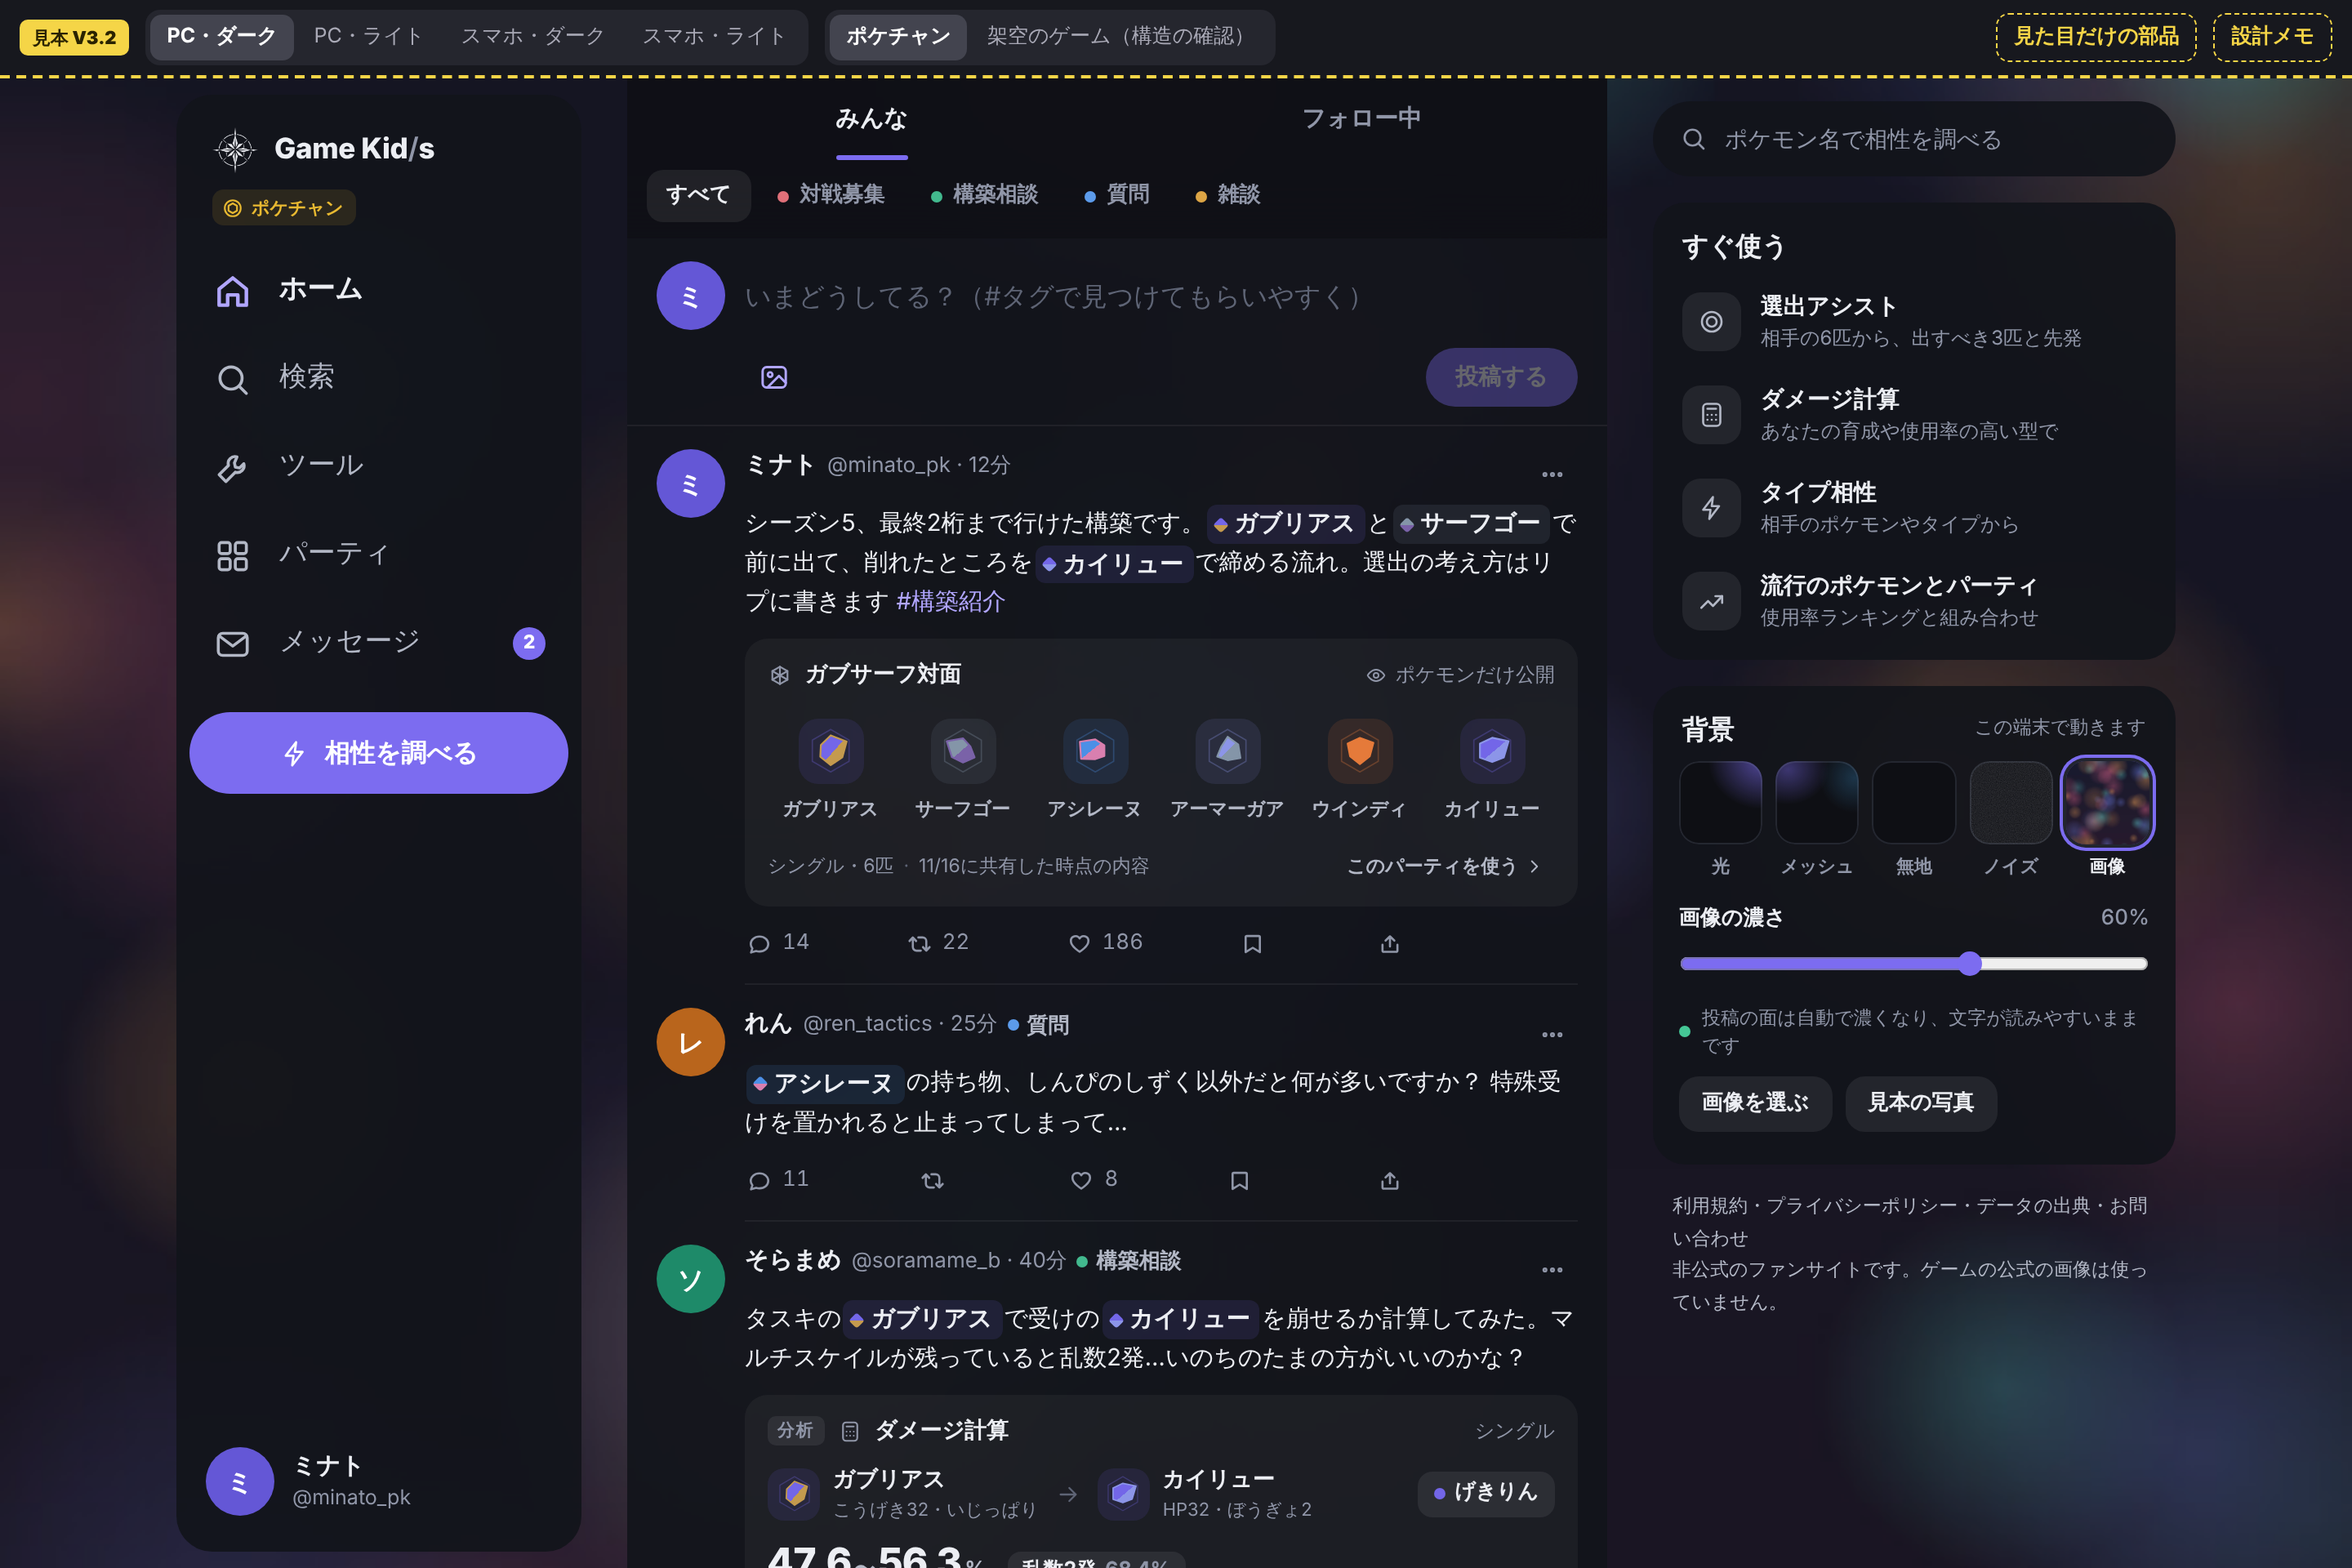 見本 V3.2
PC・ダーク
PC・ライト
スマホ・ダーク
スマホ・ライト
ポケチャン
架空のゲーム（構造の確認）
見た目だけの部品
設計メモ
Game Kid/s
ポケチャン
ホーム
検索
ツール
パーティ
メッセージ
2
相性を調べる
ミ
ミナト
@minato_pk
みんな
フォロー中
すべて
対戦募集
構築相談
質問
雑談
ミ
いまどうしてる？（#タグで見つけてもらいやすく）
投稿する
ミ
ミナト @minato_pk · 12分
シーズン5、最終2桁まで行けた構築です。ガブリアスとサーフゴーで
前に出て、削れたところをカイリューで締める流れ。選出の考え方はリ
プに書きます #構築紹介
ガブサーフ対面
ポケモンだけ公開
ガブリアス
サーフゴー
アシレーヌ
アーマーガア
ウインディ
カイリュー
シングル・6匹 · 11/16に共有した時点の内容
このパーティを使う
14
22
186
レ
れん @ren_tactics · 25分 質問
アシレーヌの持ち物、しんぴのしずく以外だと何が多いですか？ 特殊受
けを置かれると止まってしまって…
11
8
ソ
そらまめ @soramame_b · 40分 構築相談
タスキのガブリアスで受けのカイリューを崩せるか計算してみた。マ
ルチスケイルが残っていると乱数2発…いのちのたまの方がいいのかな？
分析
ダメージ計算
シングル
ガブリアス
こうげき32・いじっぱり
カイリュー
HP32・ぼうぎょ2
げきりん
47.6~56.3%
乱数2発 68.4%
ポケモン名で相性を調べる
すぐ使う
選出アシスト
相手の6匹から、出すべき3匹と先発
ダメージ計算
あなたの育成や使用率の高い型で
タイプ相性
相手のポケモンやタイプから
流行のポケモンとパーティ
使用率ランキングと組み合わせ
背景
この端末で動きます
光
メッシュ
無地
ノイズ
画像
画像の濃さ
60%
投稿の面は自動で濃くなり、文字が読みやすいまま
です
画像を選ぶ
見本の写真
利用規約・プライバシーポリシー・データの出典・お問
い合わせ
非公式のファンサイトです。ゲームの公式の画像は使っ
ていません。